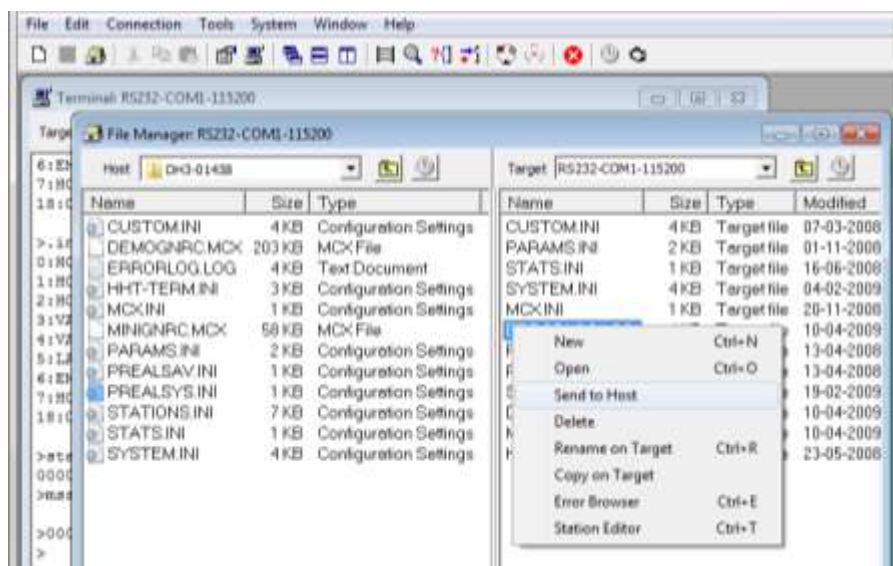 File Edit Connection Tools System Window Help
Terminal: RS232-COM1-115200
File Manager: RS232-COM1-115200
Host DH3-01438
Target RS232-COM1-115200
Name Size Type
Name Size Type Modified
CUSTOM.INI 4 KB Configuration Settings
CUSTOM.INI 4 KB Target file 07-03-2008
DEMOGNRC.MCX 203 KB MCX File
PARAMS.INI 2 KB Target file 01-11-2008
ERRORLOG.LOG 4 KB Text Document
STATS.INI 1 KB Target file 16-06-2008
HHT-TERM.INI 3 KB Configuration Settings
SYSTEM.INI 4 KB Target file 04-02-2009
MCX.INI 1 KB Configuration Settings
MCX.INI 1 KB Target file 20-11-2008
MINIGNRC.MCX 58 KB MCX File
10-04-2009
PARAMS.INI 2 KB Configuration Settings
13-04-2008
PREALSAV.INI 1 KB Configuration Settings
13-04-2008
PREALSYS.INI 1 KB Configuration Settings
19-02-2009
STATIONS.INI 7 KB Configuration Settings
10-04-2009
STATS.INI 1 KB Configuration Settings
10-04-2009
SYSTEM.INI 4 KB Configuration Settings
23-05-2008
New Ctrl+N
Open Ctrl+O
Send to Host
Delete
Rename on Target Ctrl+R
Copy on Target
Error Browser Ctrl+E
Station Editor Ctrl+T